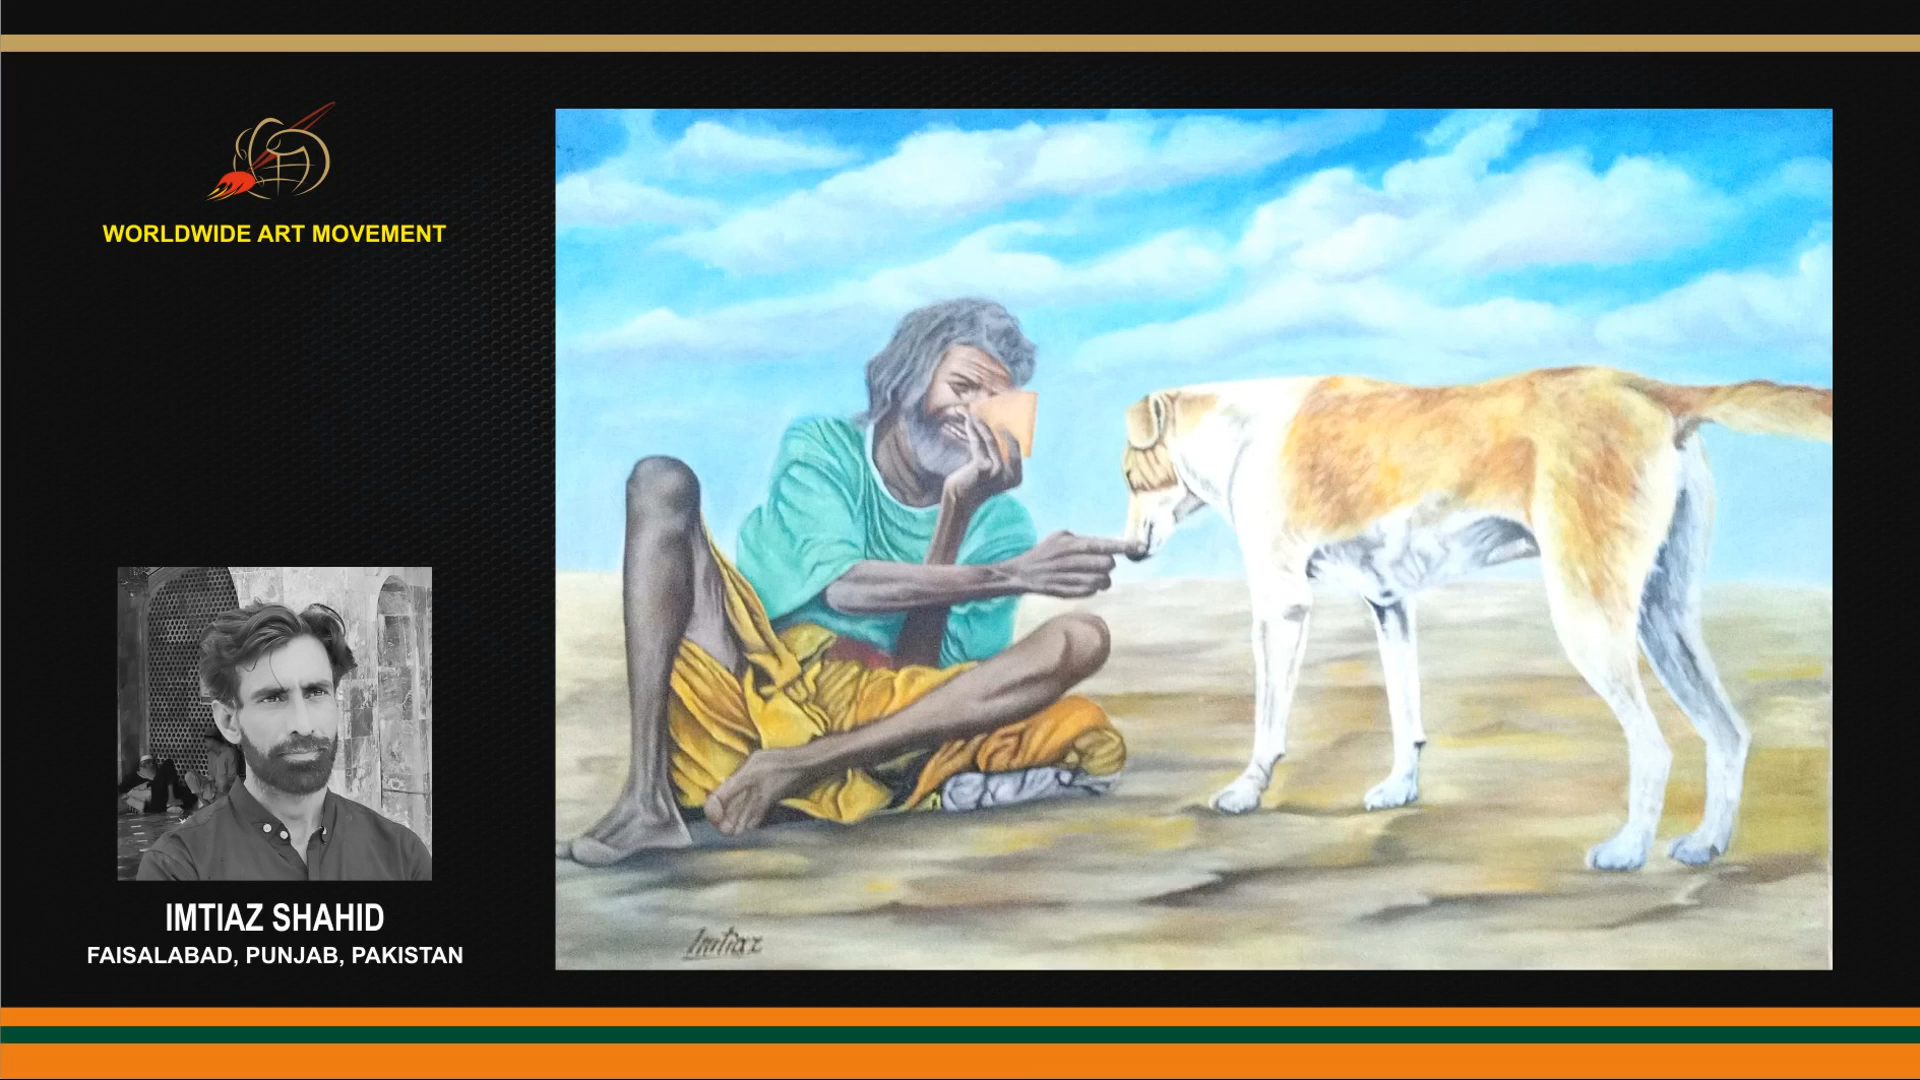 WORLDWIDE ART MOVEMENT
IMTIAZ SHAHID
FAISALABAD, PUNJAB, PAKISTAN
Imtiaz